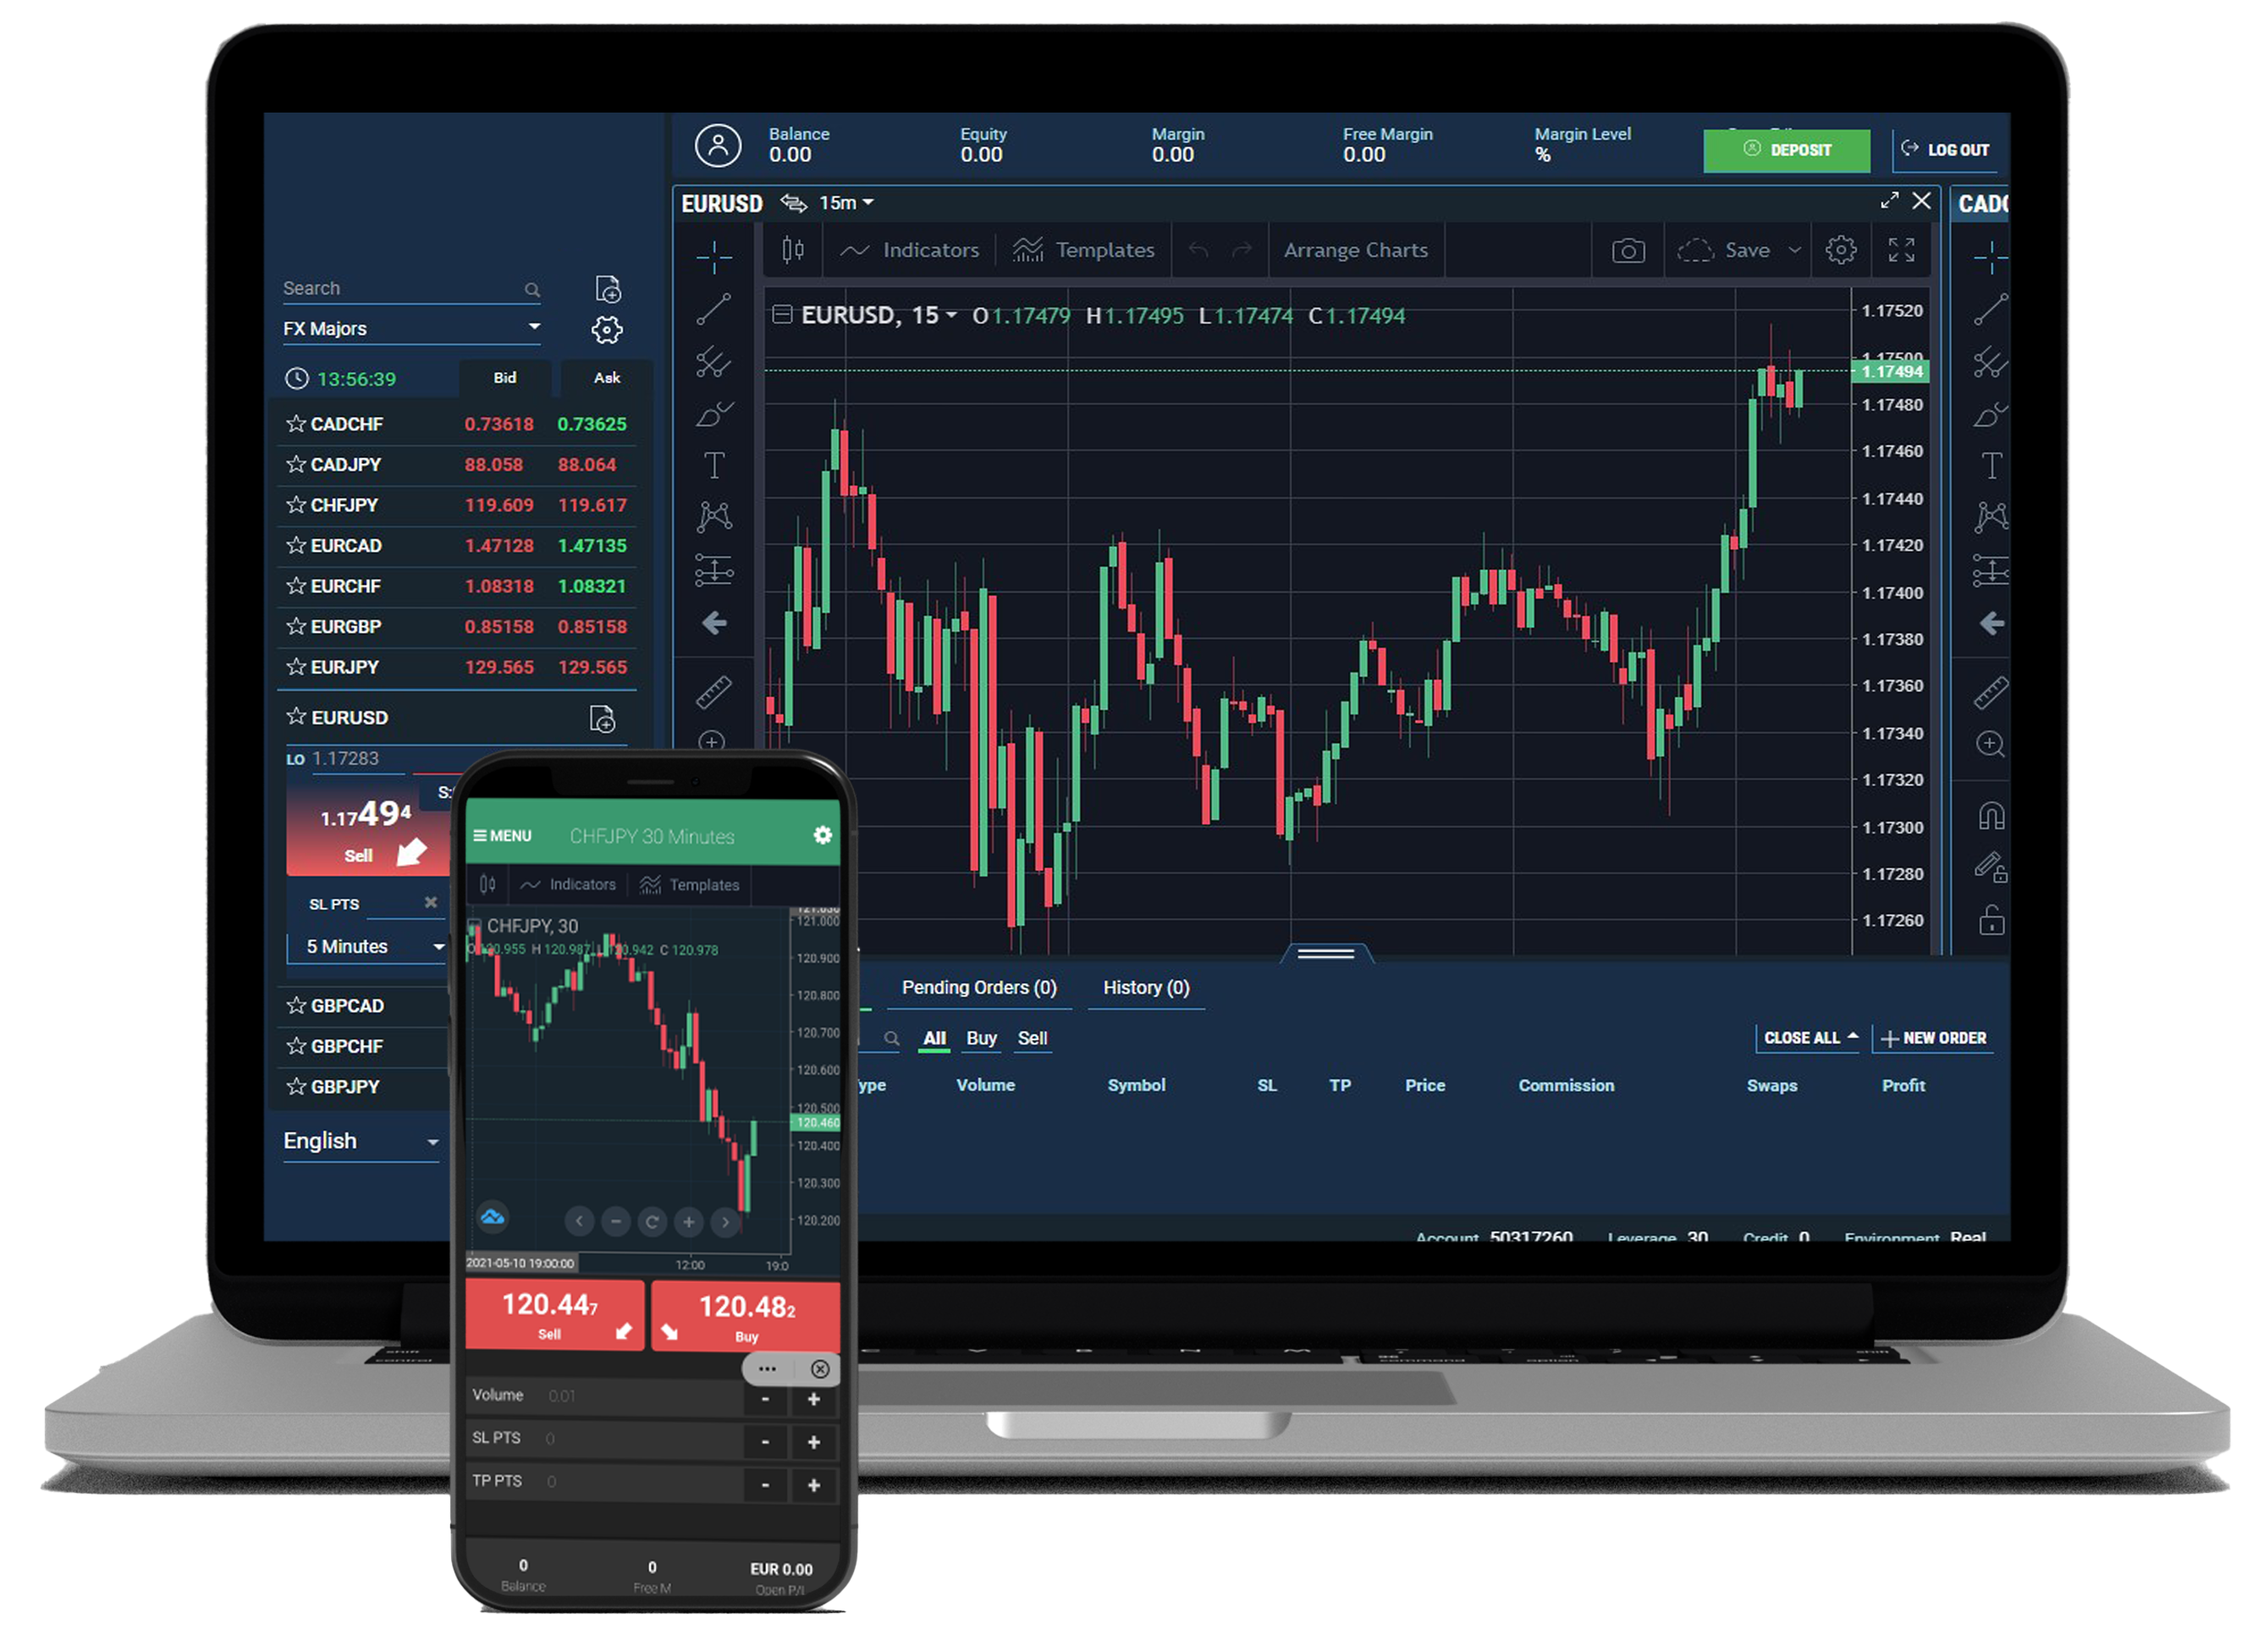 Balance
0.00
Equity
0.00
Margin
0.00
Free Margin
0.00
Margin Level
%
DEPOSIT
LOG OUT
EURUSD 15m
CADC
Indicators Templates Arrange Charts Save
EURUSD, 15 O1.17479 H1.17495 L1.17474 C1.17494
1.17520
1.17500
1.17494
1.17480
1.17460
1.17440
1.17420
1.17400
1.17380
1.17360
1.17340
1.17320
1.17300
1.17280
1.17260
Search
FX Majors
13:56:39 Bid Ask
CADCHF 0.73618 0.73625
CADJPY 88.058 88.064
CHFJPY 119.609 119.617
EURCAD 1.47128 1.47135
EURCHF 1.08318 1.08321
EURGBP 0.85158 0.85158
EURJPY 129.565 129.565
EURUSD
LO 1.17283
S:
1.17494
Sell
SL PTS
5 Minutes
GBPCAD
GBPCHF
GBPJPY
English
Pending Orders (0) History (0)
All Buy Sell
CLOSE ALL NEW ORDER
ype Volume Symbol SL TP Price Commission Swaps Profit
Account 50317260 Leverage 30 Credit 0 Environment Real
MENU CHFJPY 30 Minutes
Indicators Templates
CHFJPY, 30
120.955 H 120.987 L 120.942 C 120.978
121.000
120.900
120.800
120.700
120.600
120.500
120.460
120.400
120.300
120.200
2021-05-10 19:00:00 12:00 19:0
120.447
Sell
120.482
Buy
Volume 0.01 - +
SL PTS 0 - +
TP PTS 0 - +
0
Balance
0
Free M
EUR 0.00
Open P/L
shift
control
command
option
shift